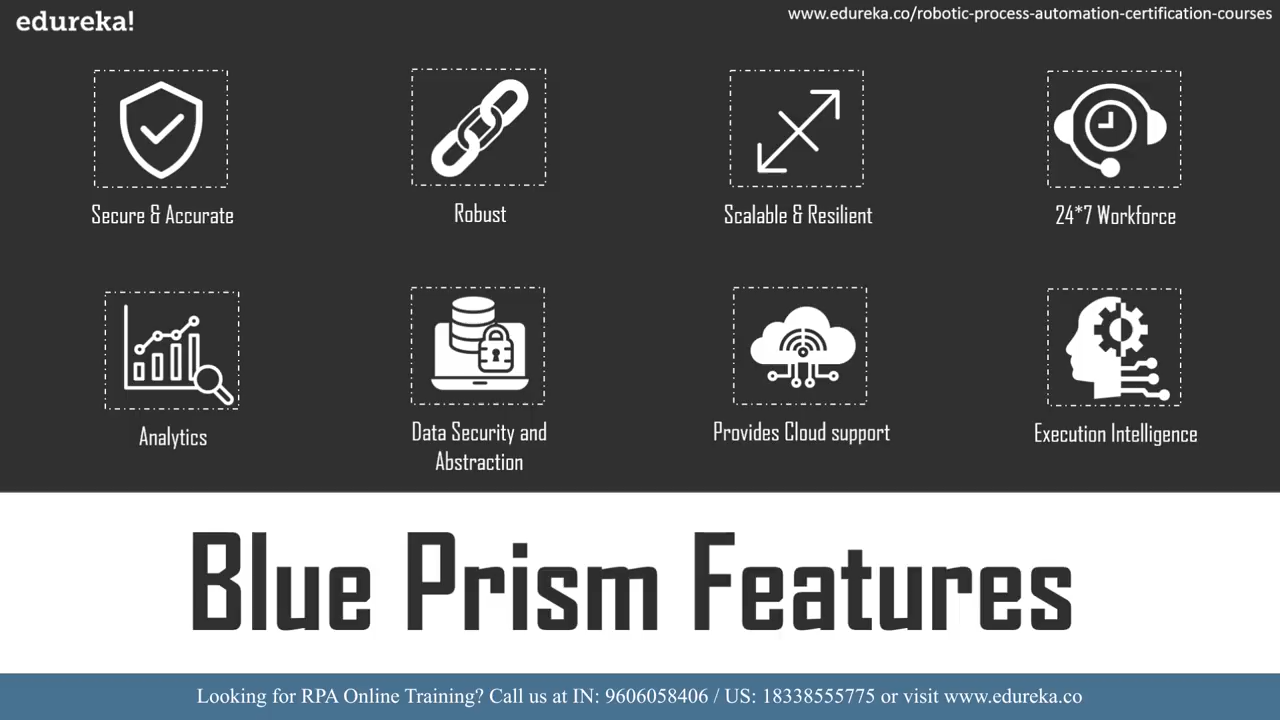 edureka!
www.edureka.co/robotic-process-automation-certification-courses
Secure & Accurate
Robust
Scalable & Resilient
24*7 Workforce
Analytics
Data Security and
Abstraction
Provides Cloud support
Execution Intelligence
Blue Prism Features
Looking for RPA Online Training? Call us at IN: 9606058406 / US: 18338555775 or visit www.edureka.co